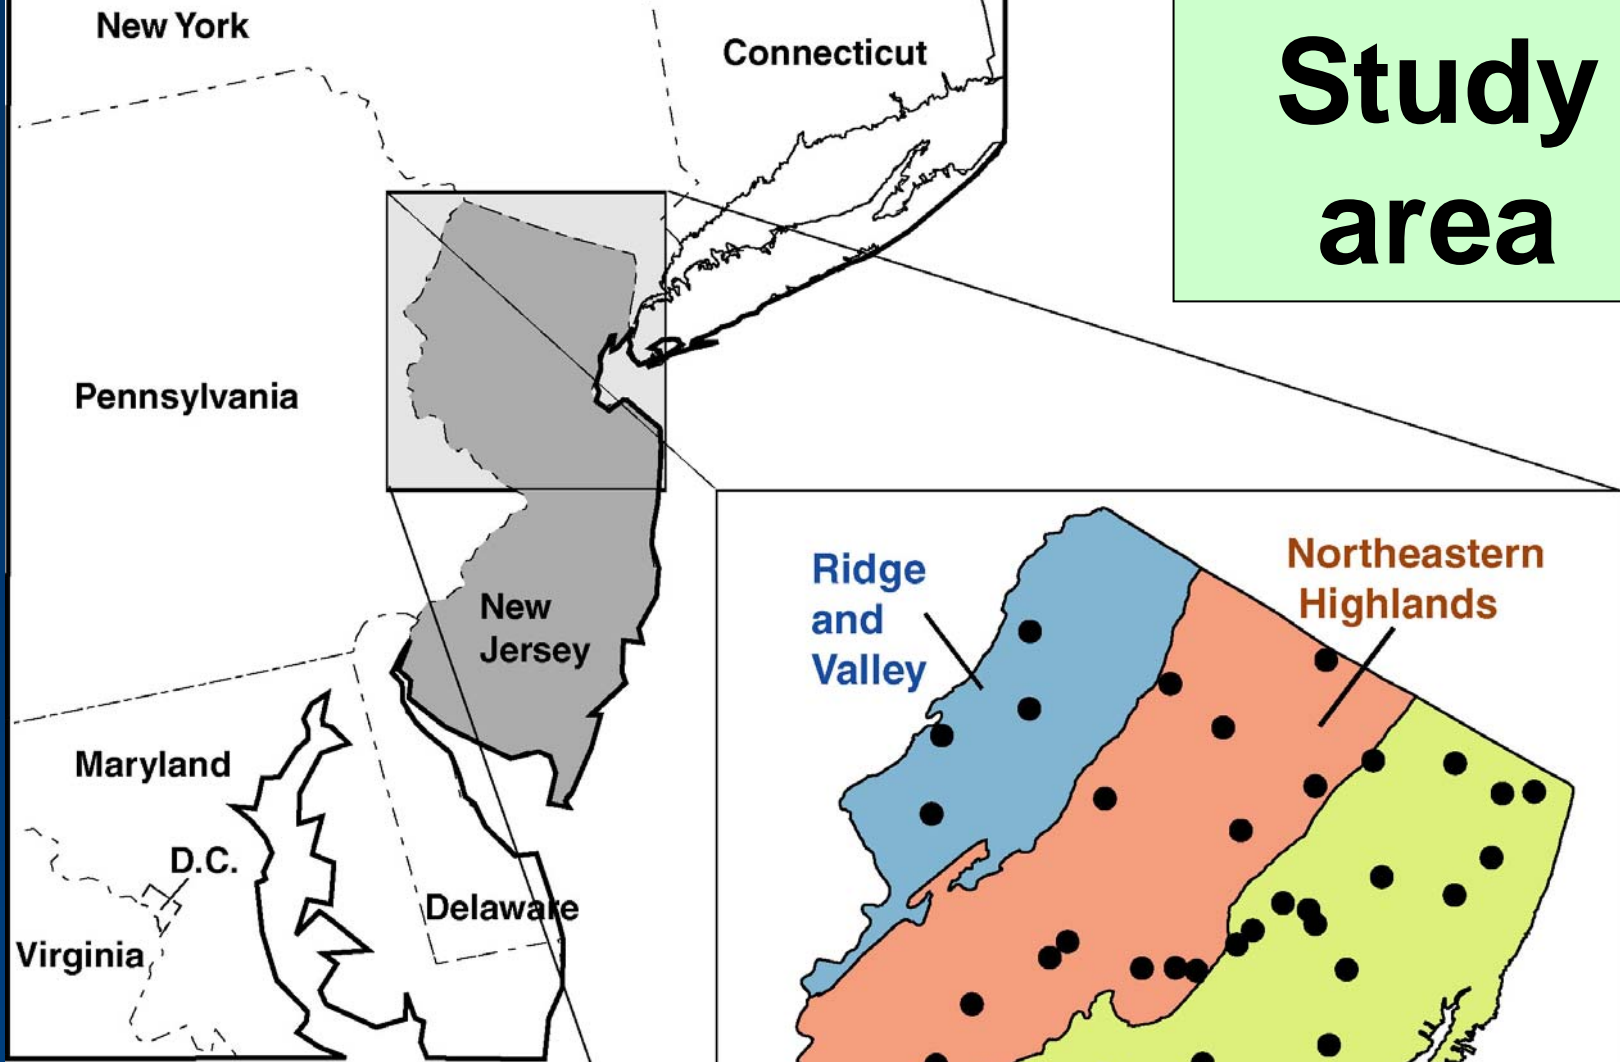 New York
Connecticut
Study
area
Pennsylvania
New
Jersey
Maryland
D.C.
Delaware
Virginia
Ridge
and
Valley
Northeastern
Highlands